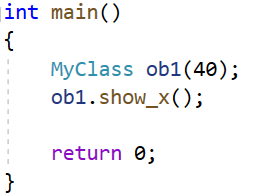 int main()
{
    MyClass ob1(40);
    ob1.show_x();
    return 0;
}